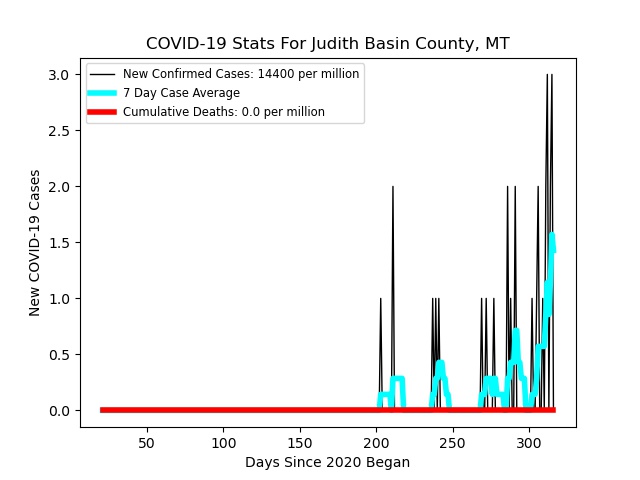 COVID-19 Stats For Judith Basin County, MT
New Confirmed Cases: 14400 per million
7 Day Case Average
Cumulative Deaths: 0.0 per million
New COVID-19 Cases
3.0
2.5
2.0
1.5
1.0
0.5
0.0
50 100 150 200 250 300
Days Since 2020 Began